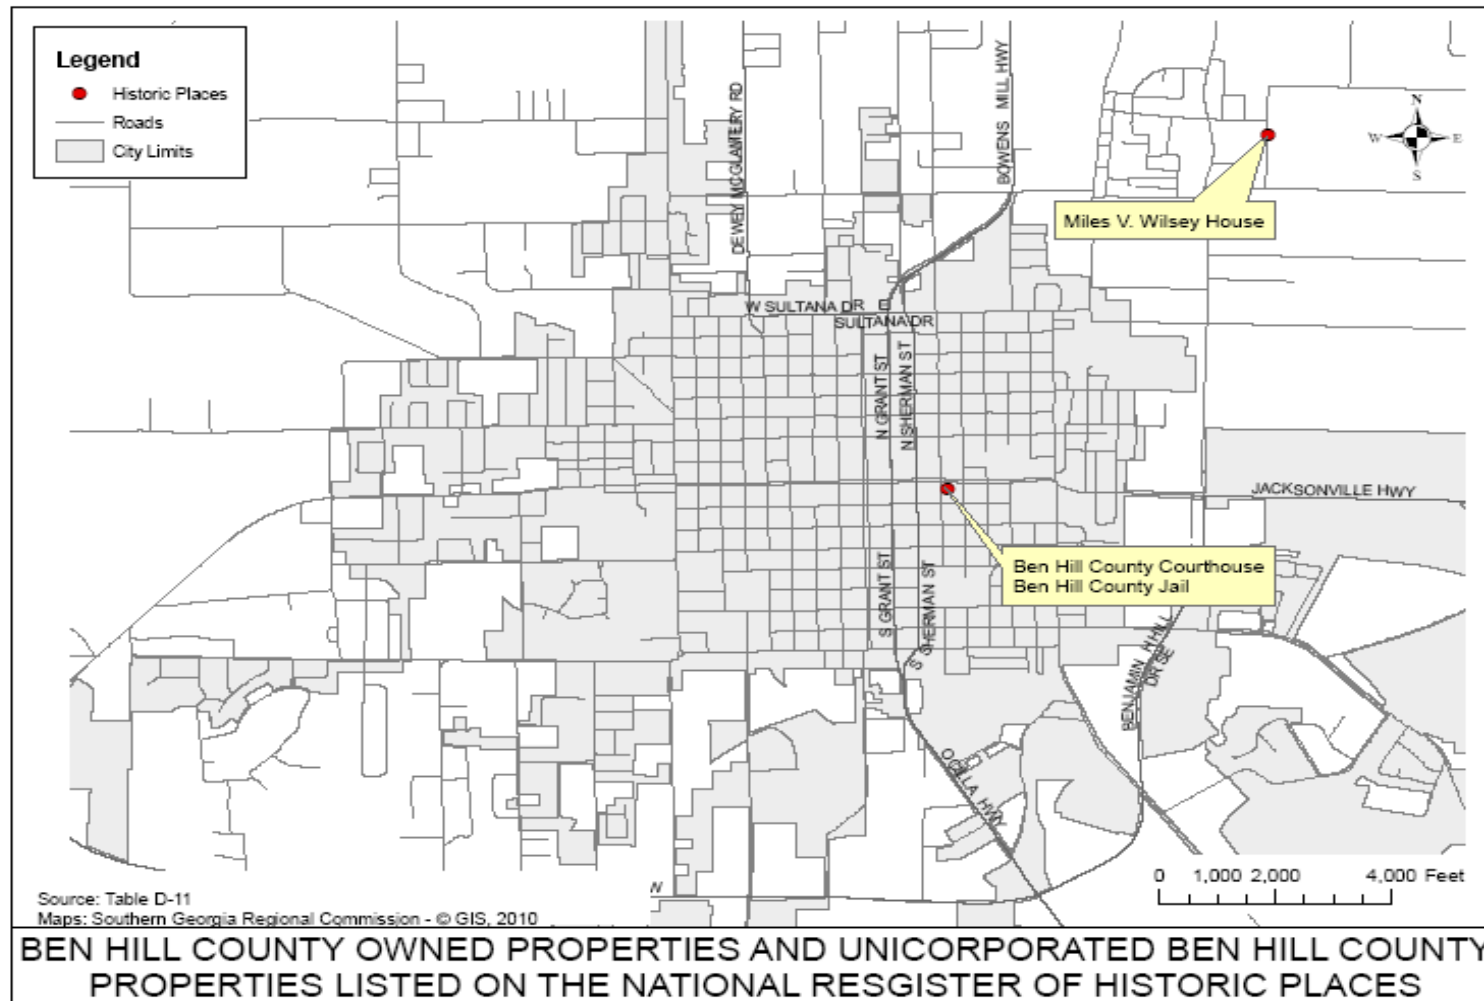 Legend
Historic Places
Roads
City Limits
DEWEY MCGLAMERY RD
BOWENS MILL HWY
N
W E
S
Miles V. Wilsey House
W SULTANA DR E
SULTANA DR
N GRANT ST
N SHERMAN ST
JACKSONVILLE HWY
Ben Hill County Courthouse
Ben Hill County Jail
S GRANT ST
S SHERMAN ST
BENJAMIN H HILL
DR SE
OCILLA HWY
0 1,000 2,000 4,000 Feet
W
Source: Table D-11
Maps: Southern Georgia Regional Commission - © GIS, 2010
BEN HILL COUNTY OWNED PROPERTIES AND UNICORPORATED BEN HILL COUNTY
PROPERTIES LISTED ON THE NATIONAL RESGISTER OF HISTORIC PLACES